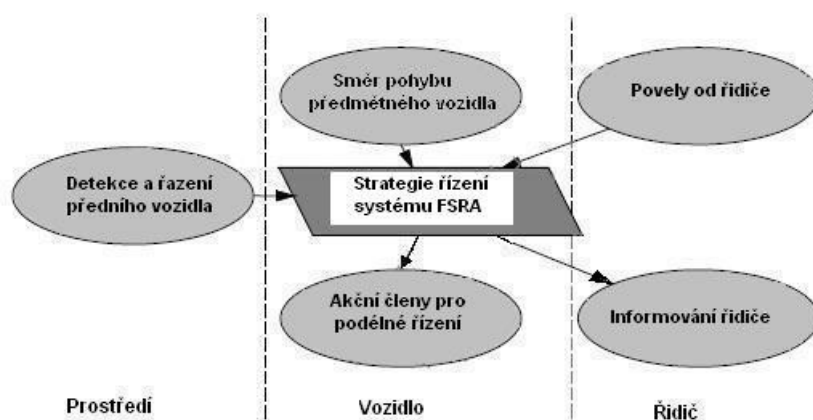 Směr pohybu
předmětného vozidla
Povely od řidiče
Detekce a řazení
předního vozidla
Strategie řízení
systému FSRA
Akční členy pro
podélné řízení
Informování řidiče
Prostředí
Vozidlo
Řidič